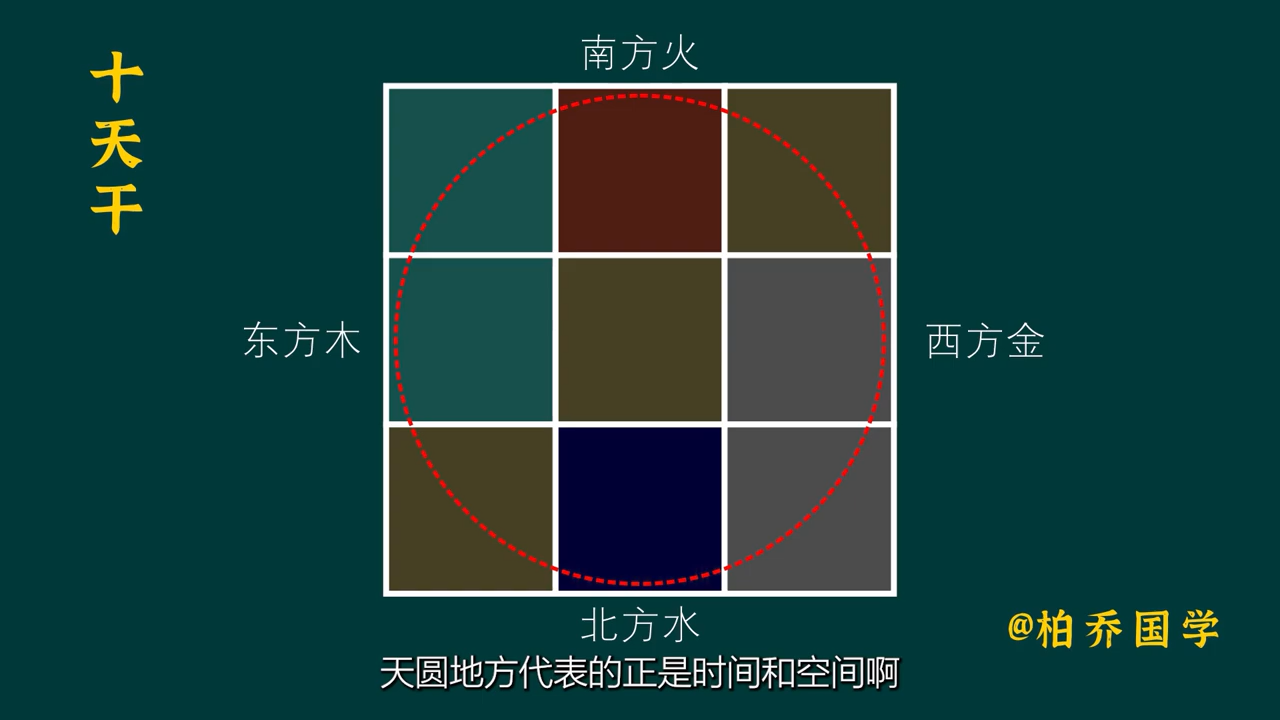 十天干
南方火
东方木
西方金
北方水
@柏乔国学
天圆地方代表的正是时间和空间啊